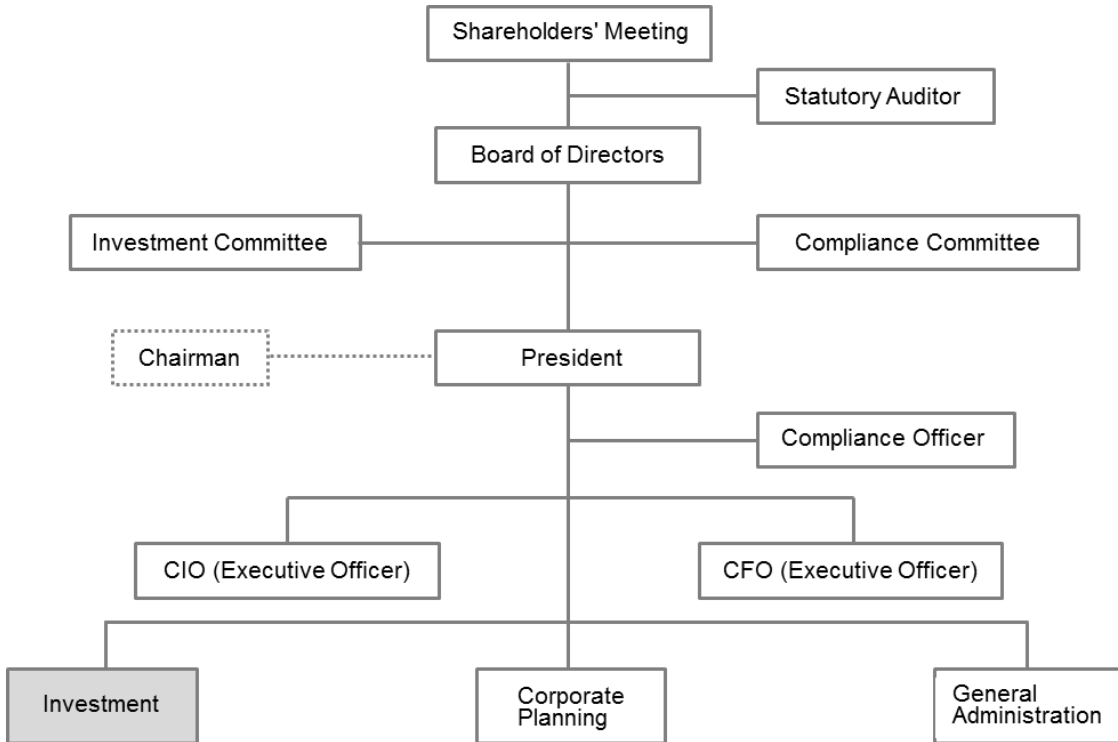 Shareholders' Meeting
Statutory Auditor
Board of Directors
Investment Committee
Compliance Committee
Chairman
President
Compliance Officer
CIO (Executive Officer)
CFO (Executive Officer)
Investment
Corporate
Planning
General
Administration